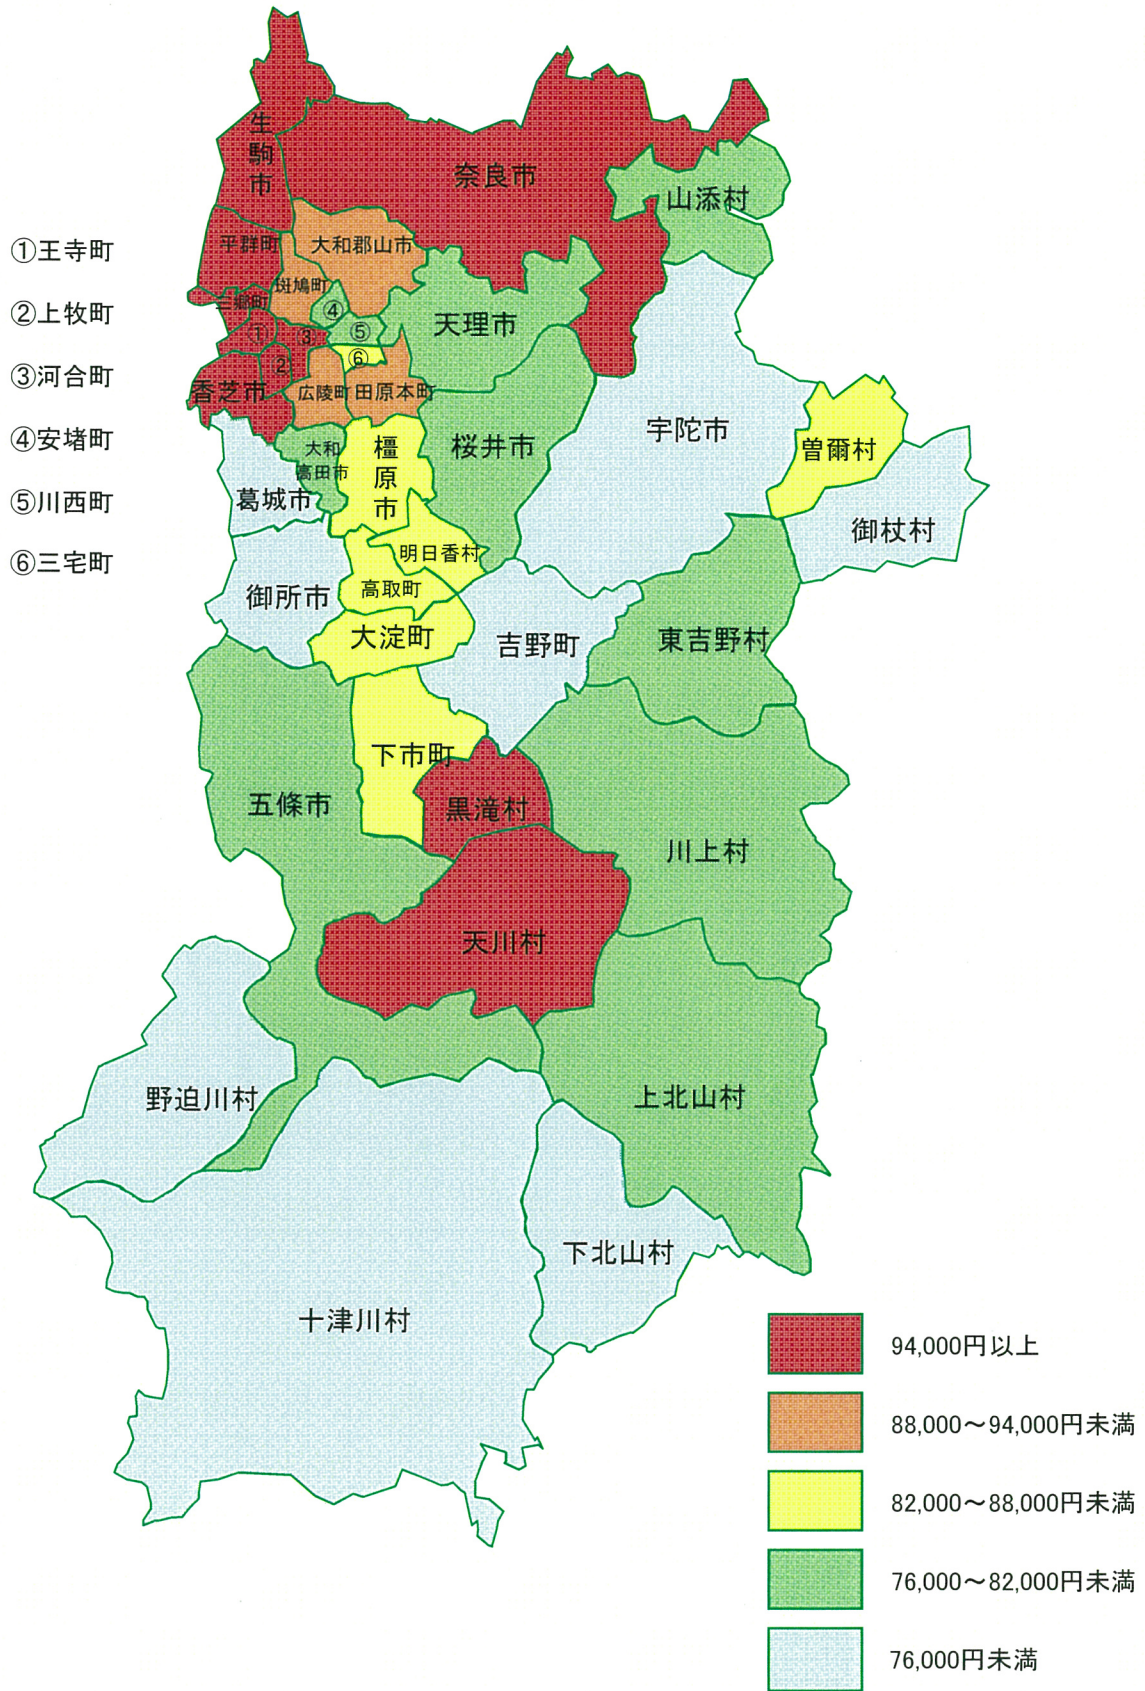 生駒市
奈良市
山添村
平群町
大和郡山市
①王寺町
斑鳩町
三郷町
④
②上牧町
天理市
①
③
⑤
⑥
②
③河合町
香芝市
広陵町
田原本町
宇陀市
④安堵町
大和
高田市
橿原市
桜井市
曽爾村
⑤川西町
葛城市
御杖村
⑥三宅町
明日香村
御所市
高取町
大淀町
吉野町
東吉野村
下市町
五條市
黒滝村
川上村
天川村
野迫川村
上北山村
下北山村
十津川村
94,000円以上
88,000～94,000円未満
82,000～88,000円未満
76,000～82,000円未満
76,000円未満